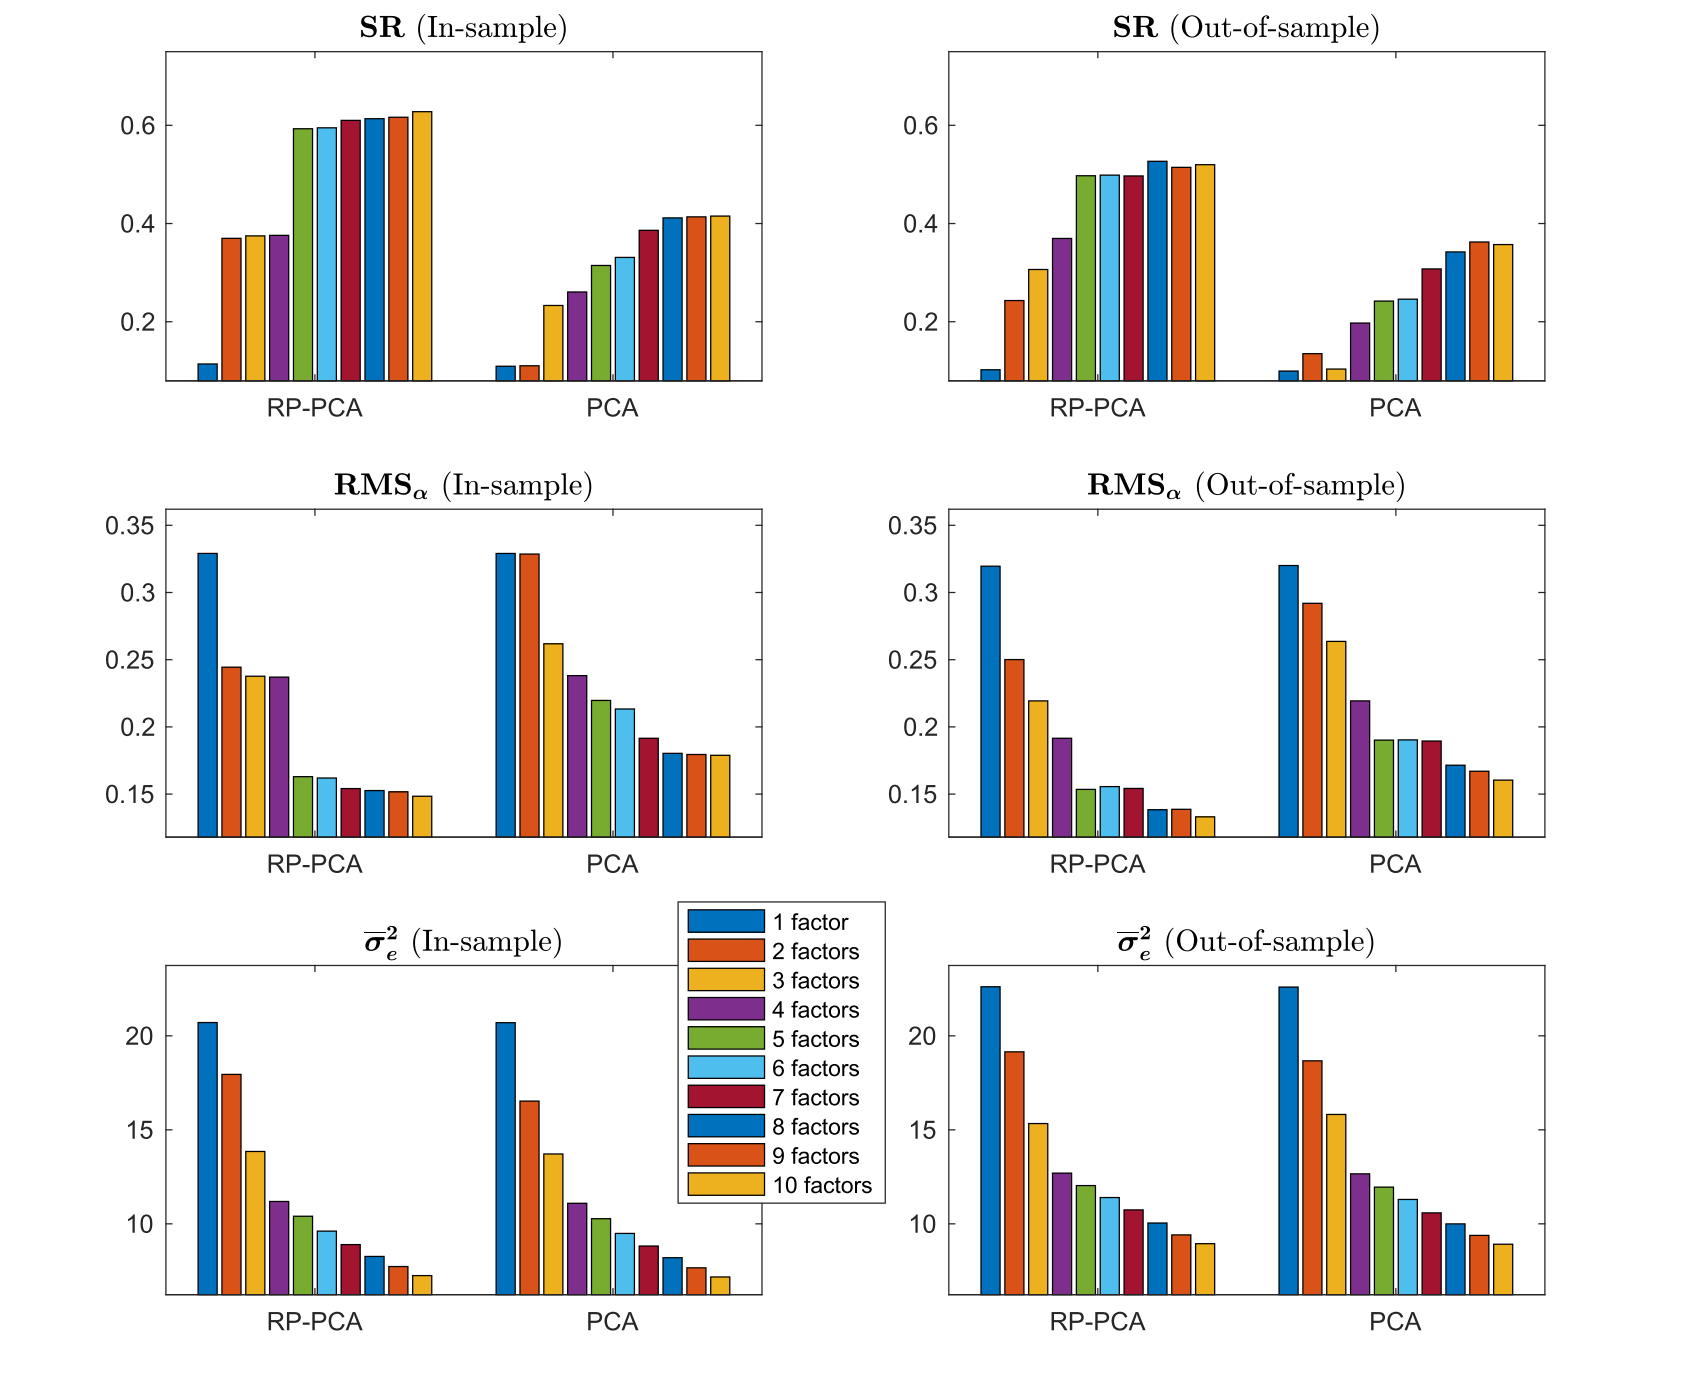 SR (In-sample)
0.6
0.4
0.2
RP-PCA PCA
SR (Out-of-sample)
0.6
0.4
0.2
RP-PCA PCA
RMSα (In-sample)
0.35
0.3
0.25
0.2
0.15
RP-PCA PCA
RMSα (Out-of-sample)
0.35
0.3
0.25
0.2
0.15
RP-PCA PCA
σ̅²ₑ (In-sample)
20
15
10
RP-PCA PCA
1 factor
2 factors
3 factors
4 factors
5 factors
6 factors
7 factors
8 factors
9 factors
10 factors
σ̅²ₑ (Out-of-sample)
20
15
10
RP-PCA PCA